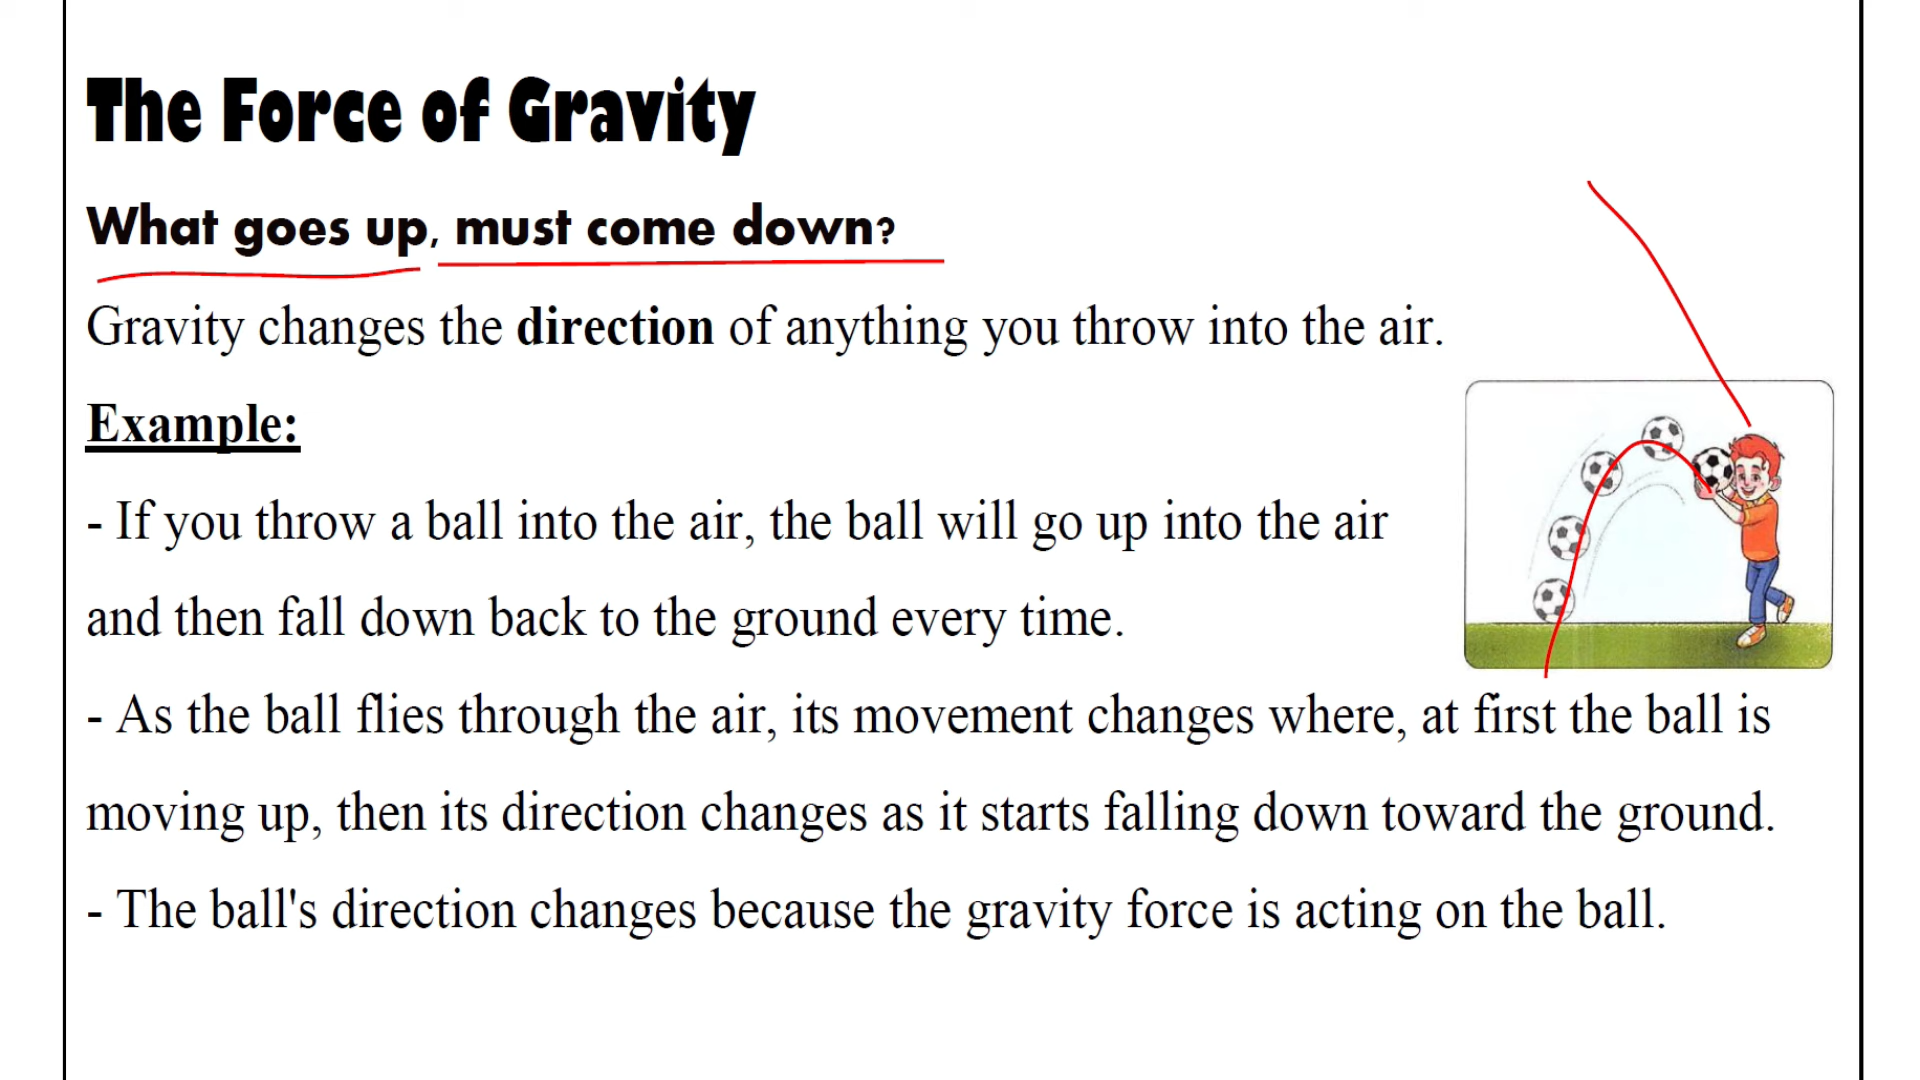 The Force of Gravity
What goes up, must come down?
Gravity changes the direction of anything you throw into the air.
Example:
- If you throw a ball into the air, the ball will go up into the air
and then fall down back to the ground every time.
- As the ball flies through the air, its movement changes where, at first the ball is
moving up, then its direction changes as it starts falling down toward the ground.
- The ball's direction changes because the gravity force is acting on the ball.